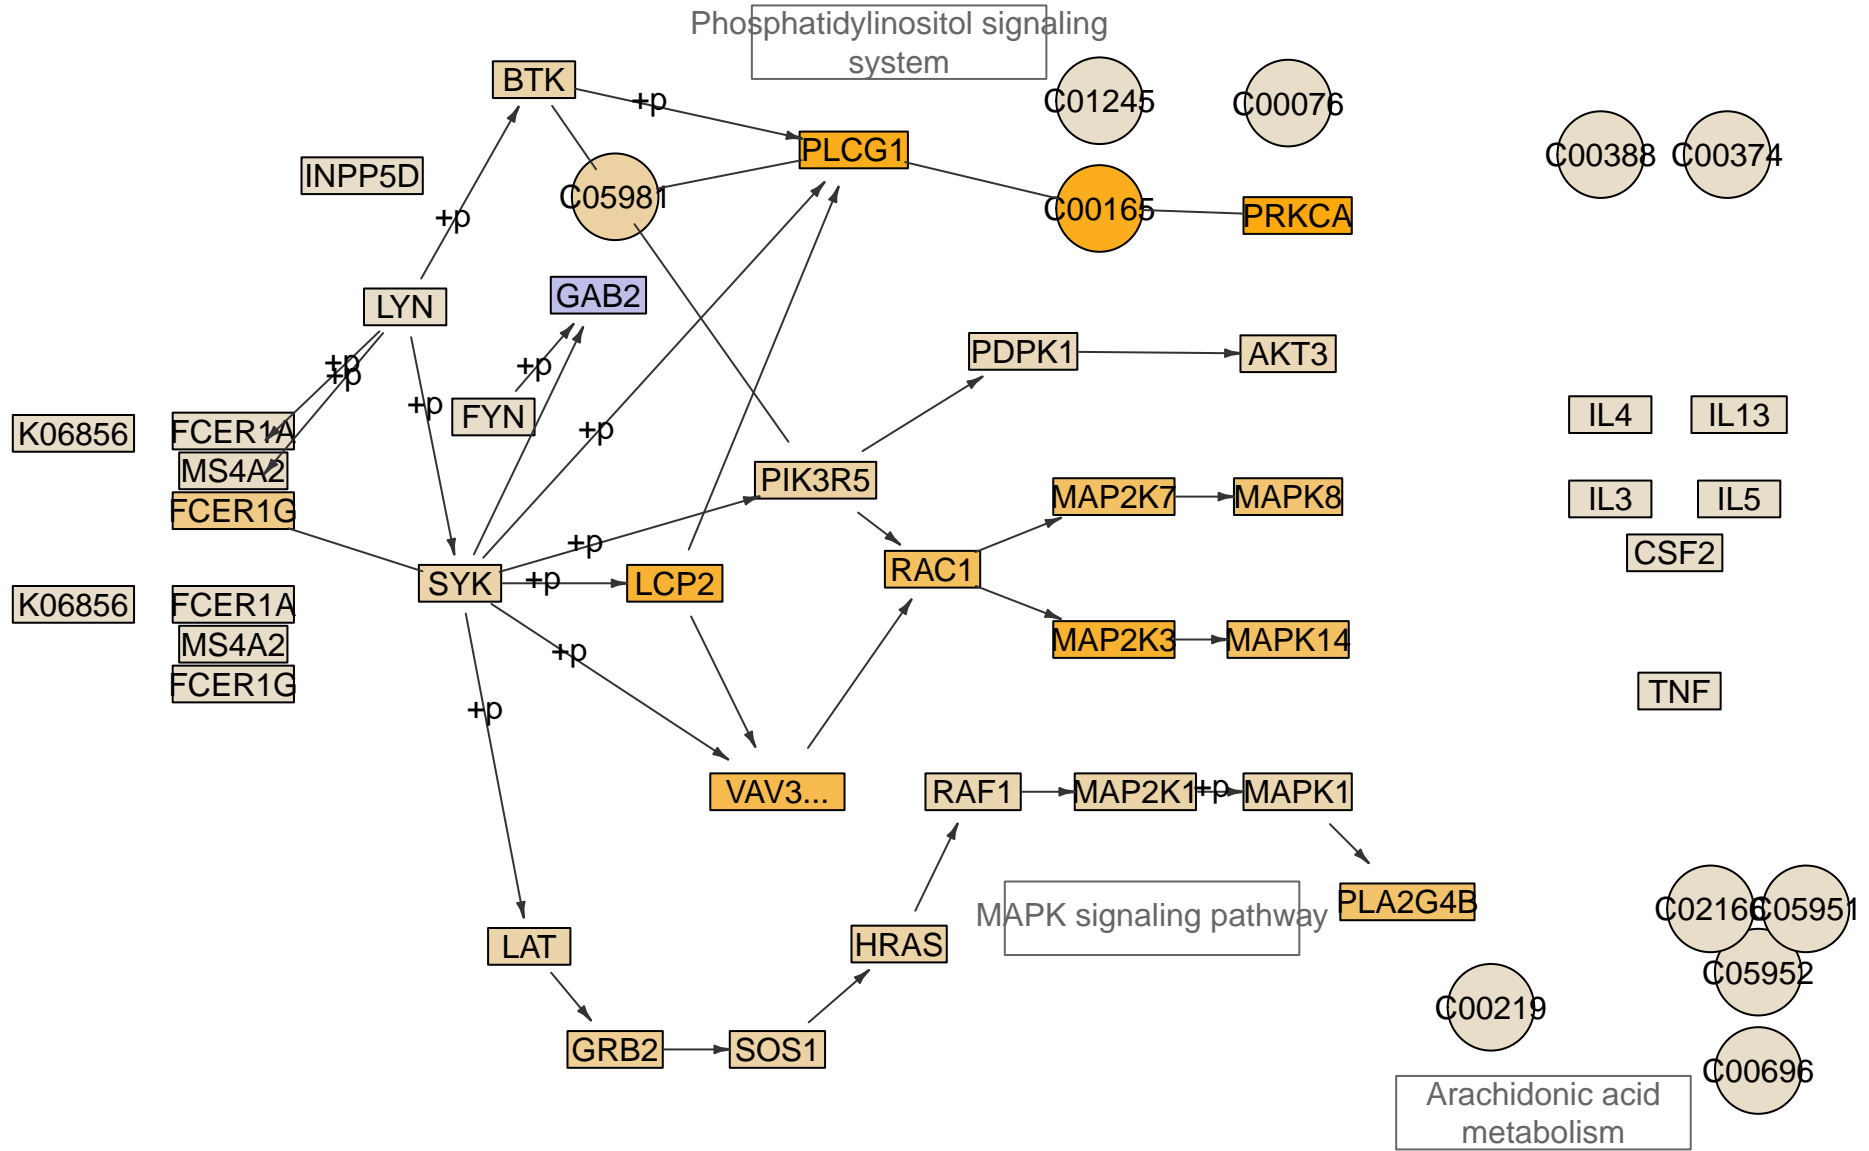 Phosphatidylinositol signaling
system
BTK
+p
C01245
C00076
PLCG1
C00388
C00374
INPP5D
C05981
C00165
PRKCA
+p
LYN
GAB2
PDPK1
AKT3
+p
+p
+p
+p
FYN
IL4
IL13
K06856
FCER1A
+p
MS4A2
PIK3R5
MAP2K7
MAPK8
IL3
IL5
FCER1G
+p
CSF2
SYK
+p
LCP2
RAC1
K06856
FCER1A
MS4A2
+p
MAP2K3
MAPK14
FCER1G
TNF
+p
VAV3...
RAF1
MAP2K1
+p
MAPK1
MAPK signaling pathway
PLA2G4B
C02166
C05951
LAT
HRAS
C05952
C00219
GRB2
SOS1
C00696
Arachidonic acid
metabolism